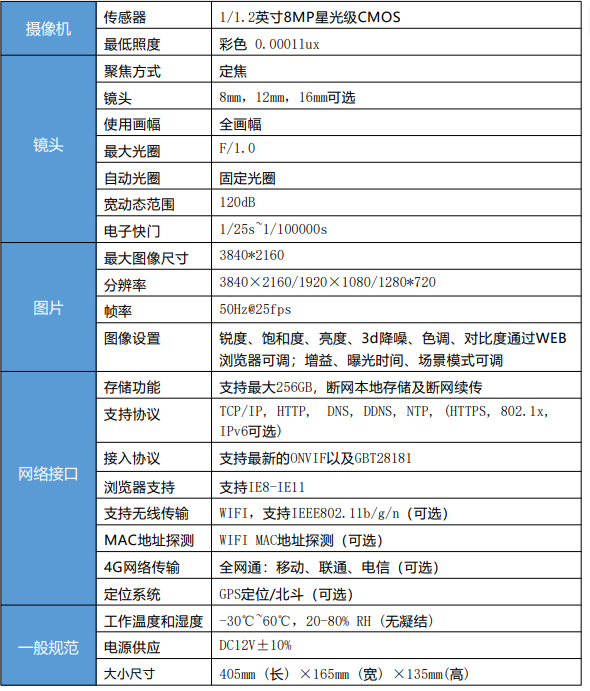 摄像机
传感器 1/1.2英寸8MP星光级CMOS
最低照度 彩色 0.0001lux
镜头
聚焦方式 定焦
镜头 8mm，12mm，16mm可选
使用画幅 全画幅
最大光圈 F/1.0
自动光圈 固定光圈
宽动态范围 120dB
电子快门 1/25s~1/100000s
图片
最大图像尺寸 3840*2160
分辨率 3840×2160/1920×1080/1280*720
帧率 50Hz@25fps
图像设置 锐度、饱和度、亮度、3d降噪、色调、对比度通过WEB
浏览器可调；增益、曝光时间、场景模式可调
网络接口
存储功能 支持最大256GB，断网本地存储及断网续传
支持协议 TCP/IP, HTTP, DNS, DDNS, NTP, (HTPS, 802.1x,
IPv6可选)
接入协议 支持最新的ONVIF以及GBT28181
浏览器支持 支持IE8-IE11
支持无线传输 WIFI，支持IEEE802.11b/g/n（可选）
MAC地址探测 WIFI MAC地址探测（可选）
4G网络传输 全网通：移动、联通、电信（可选）
定位系统 GPS定位/北斗（可选）
一般规范
工作温度和湿度 -30℃~60℃，20-80% RH (无凝结)
电源供应 DC12V±10%
大小尺寸 405mm（长）×165mm（宽）×135mm(高)